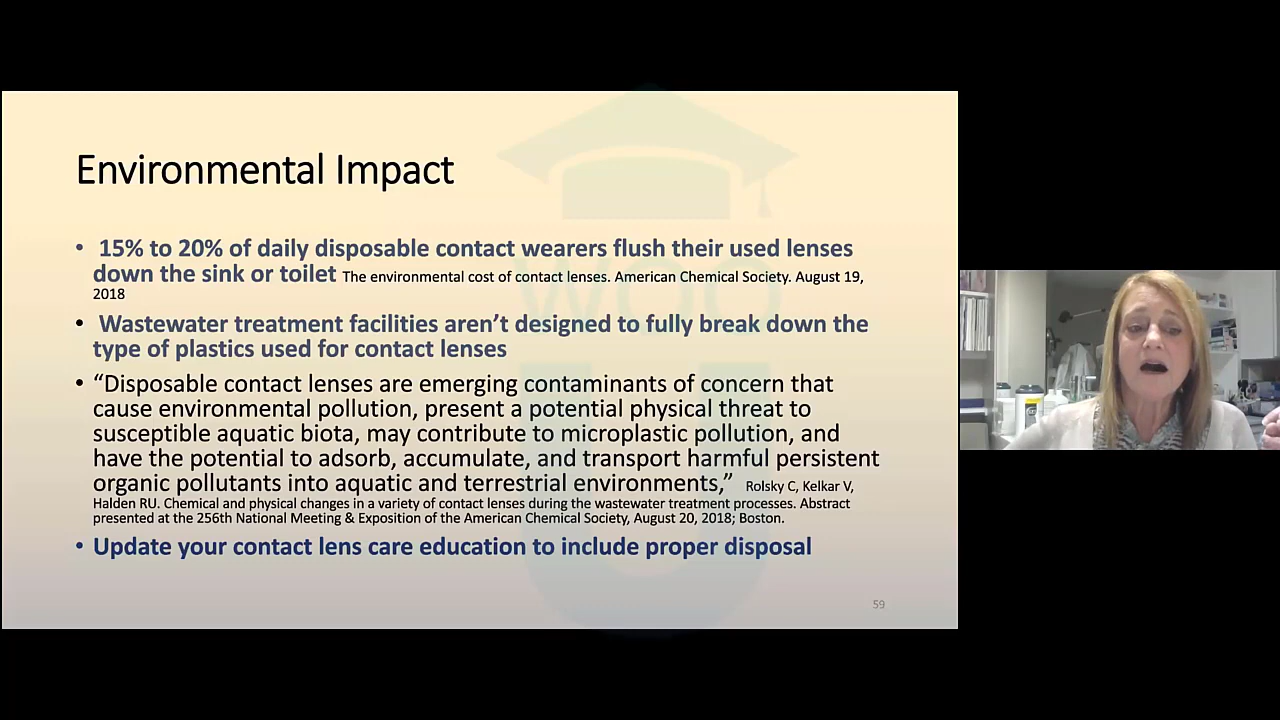 Environmental Impact
• 15% to 20% of daily disposable contact wearers flush their used lenses
down the sink or toilet The environmental cost of contact lenses. American Chemical Society. August 19,
2018
• Wastewater treatment facilities aren’t designed to fully break down the
type of plastics used for contact lenses
• “Disposable contact lenses are emerging contaminants of concern that
cause environmental pollution, present a potential physical threat to
susceptible aquatic biota, may contribute to microplastic pollution, and
have the potential to adsorb, accumulate, and transport harmful persistent
organic pollutants into aquatic and terrestrial environments,” Rolsky C, Kelkar V,
Halden RU. Chemical and physical changes in a variety of contact lenses during the wastewater treatment processes. Abstract
presented at the 256th National Meeting & Exposition of the American Chemical Society, August 20, 2018; Boston.
• Update your contact lens care education to include proper disposal
59
WOO
U